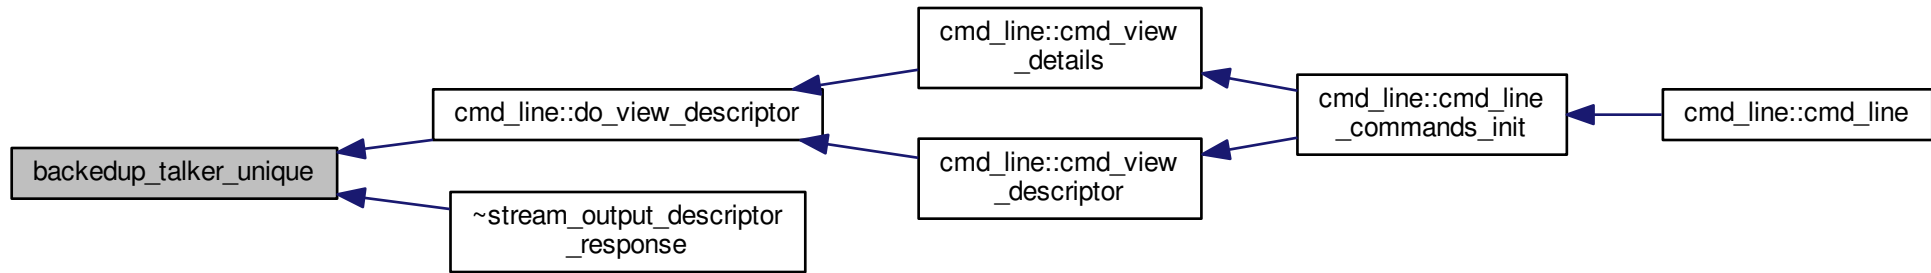 backedup_talker_unique
cmd_line::do_view_descriptor
~stream_output_descriptor
_response
cmd_line::cmd_view
_details
cmd_line::cmd_view
_descriptor
cmd_line::cmd_line
_commands_init
cmd_line::cmd_line